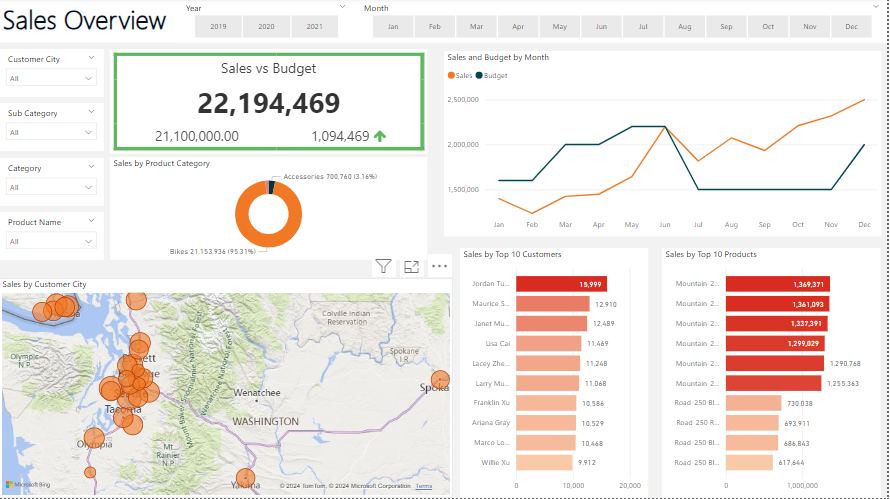 Sales Overview
Year
2019 2020 2021
Month
Jan Feb Mar Apr May Jun Jul Aug Sep Oct Nov Dec
Customer City
All
Sub Category
All
Category
All
Product Name
All
Sales vs Budget
22,194,469
21,100,000.00 1,094,469
Sales by Product Category
Accessories 700.760 (3.16%)
Bikes 21,153,936 (95.31%)
Sales and Budget by Month
Sales Budget
2,500,000
2,000,000
1,500,000
Jan Feb Mar Apr May Jun Jul Aug Sep Oct Nov Dec
Sales by Customer City
Colville Indian
Reservation
Olympic
N.P.
Spokane
I.R.
Wenatchee
WASHINGTON
Tacoma
Olympia
Mt.
Rainier
N.P.
Yakima
Microsoft Bing
© 2024 TomTom, © 2024 Microsoft Corporation Terms
Sales by Top 10 Customers
Jordan Tu... 15,999
Maurice S... 12,910
Janet Mu... 12,489
Lisa Cai 11,469
Lacey Zhe... 11,248
Larry Mu... 11,068
Franklin Xu 10,586
Ariana Gray 10,529
Marco Lo... 10,468
Willie Xu 9,912
0 10,000 20,000
Sales by Top 10 Products
Mountain-2... 1,369,371
Mountain-2... 1,361,093
Mountain-2... 1,337,391
Mountain-2... 1,299,029
Mountain-2... 1,290,768
Mountain-2... 1,255,363
Road-250 Bl... 730,038
Road-250 R... 693,911
Road-250 Bl... 686,843
Road-250 Bl... 617,644
0 1,000,000